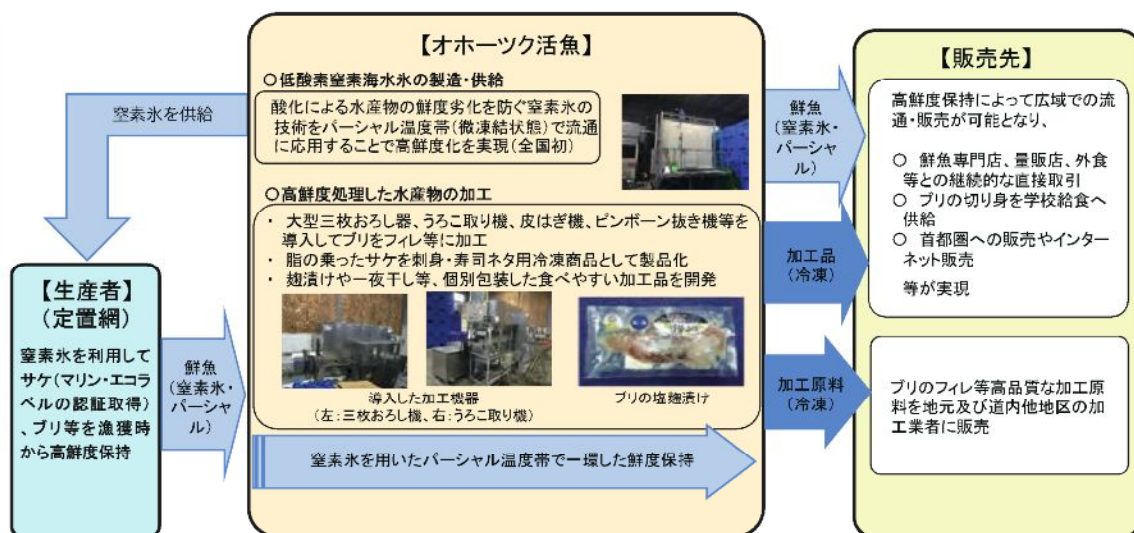 【オホーツク活魚】
○低酸素窒素海水氷の製造・供給
酸化による水産物の鮮度劣化を防ぐ窒素氷の
技術をパーシャル温度帯(微凍結状態)で流通
に応用することで高鮮度化を実現(全国初)
○高鮮度処理した水産物の加工
・ 大型三枚おろし器、うろこ取り機、皮はぎ機、ピンボーン抜き機等を
導入してブリをフィレ等に加工
・ 脂の乗ったサケを刺身・寿司ネタ用冷凍商品として製品化
・ 麹漬けや一夜干し等、個別包装した食べやすい加工品を開発
導入した加工機器
(左:三枚おろし機、右:うろこ取り機)
ブリの塩麹漬け
窒素氷を用いたパーシャル温度帯で一環した鮮度保持
窒素氷を供給
【生産者】
(定置網)
窒素氷を利用して
サケ(マリン・エコラ
ベルの認証取得)
、ブリ等を漁獲時
から高鮮度保持
鮮魚
(窒素氷・
パーシャ
ル)
鮮魚
(窒素氷・
パーシャ
ル)
加工品
(冷凍)
加工原料
(冷凍)
【販売先】
高鮮度保持によって広域での流
通・販売が可能となり、
○ 鮮魚専門店、量販店、外食
等との継続的な直接取引
○ ブリの切り身を学校給食へ
供給
○ 首都圏への販売やインター
ネット販売
等が実現
ブリのフィレ等高品質な加工原
料を地元及び道内他地区の加
工業者に販売